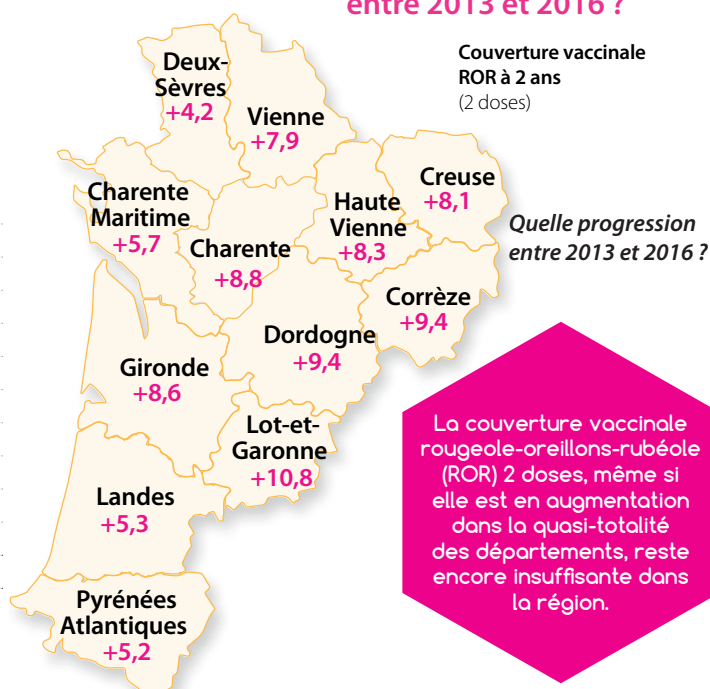 entre 2013 et 2016 ?
Couverture vaccinale
ROR à 2 ans
(2 doses)
Deux-
Sèvres
+4,2
Vienne
+7,9
Creuse
+8,1
Haute
Vienne
+8,3
Charente
Maritime
+5,7
Charente
+8,8
Quelle progression
entre 2013 et 2016 ?
Corrèze
+9,4
Dordogne
+9,4
Gironde
+8,6
Lot-et-
Garonne
+10,8
Landes
+5,3
Pyrénées
Atlantiques
+5,2
La couverture vaccinale
rougeole-oreillons-rubéole
(ROR) 2 doses, même si
elle est en augmentation
dans la quasi-totalité
des départements, reste
encore insuffisante dans
la région.